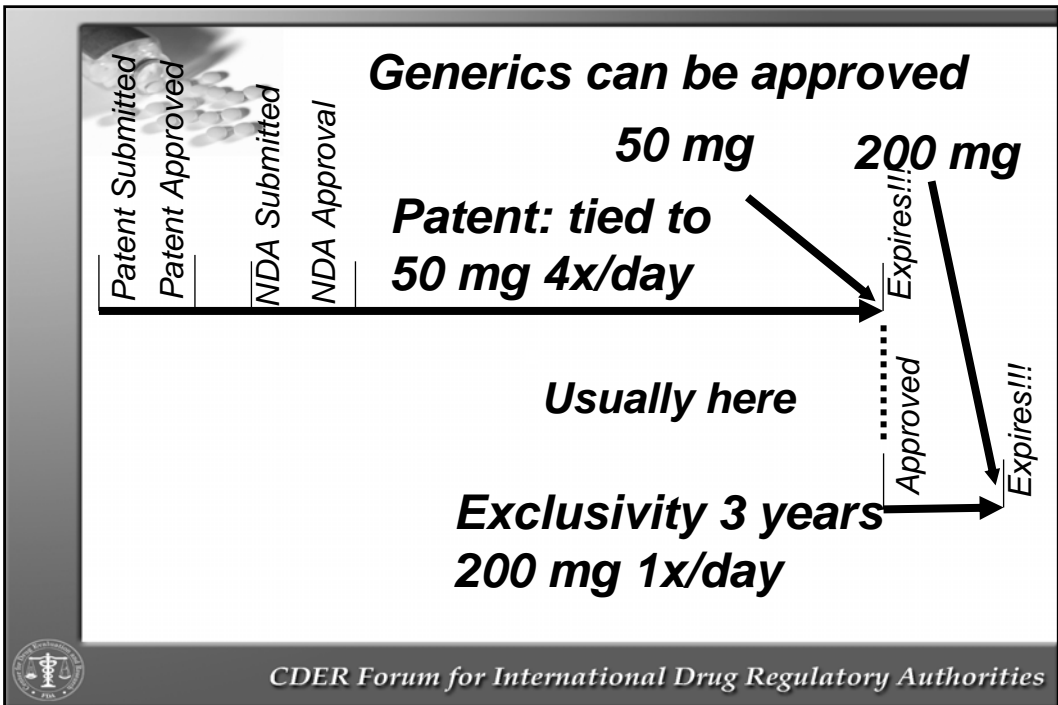 Generics can be approved
50 mg
200 mg
Patent Submitted
Patent Approved
NDA Submitted
NDA Approval
Patent: tied to
50 mg 4x/day
Expires!!!
Usually here
Approved
Expires!!!
Exclusivity 3 years
200 mg 1x/day
CDER Forum for International Drug Regulatory Authorities